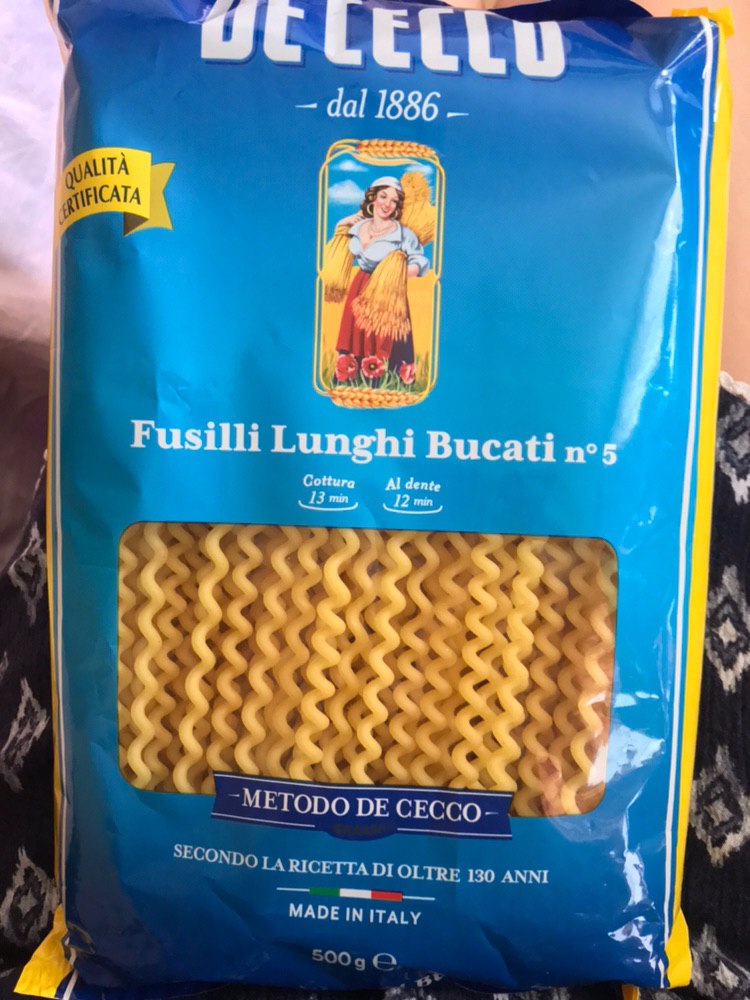 DE CECCO
– dal 1886 –
QUALITÀ
CERTIFICATA
Fusilli Lunghi Bucati n° 5
Cottura
13 min
Al dente
12 min
–METODO DE CECCO–
SECONDO LA RICETTA DI OLTRE 130 ANNI
MADE IN ITALY
500 g ℮